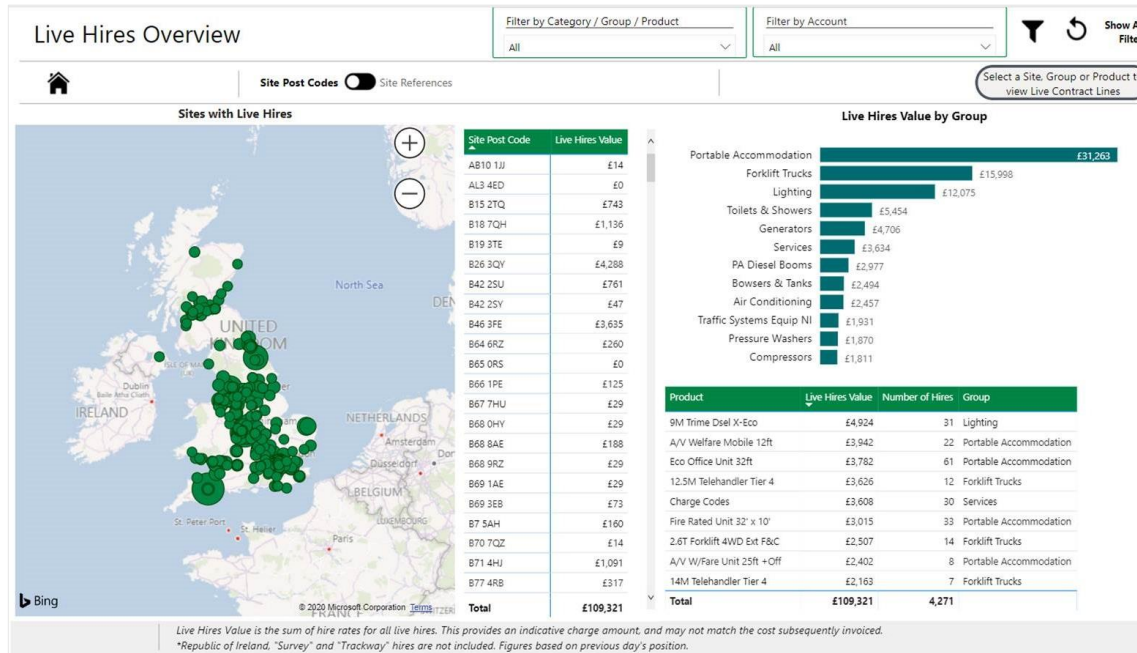 Live Hires Overview
Filter by Category / Group / Product
All
Filter by Account
All
Show A
Filte
Site Post Codes Site References
Select a Site, Group or Product t
view Live Contract Lines
Sites with Live Hires
North Sea
UNITED
KINGDOM
ISLE OF MA
Dublin
Baile Átha Cliath
IRELAND
NETHERLANDS
Amsterdam
Düsseldorf
Dor
BELGIUM
LUXEMBOURG
St. Peter Port
St. Helier
Paris
FRANCE
DEN
Bing
© 2020 Microsoft Corporation Terms
Site Post Code Live Hires Value
AB10 1JJ £14
AL3 4ED £0
B15 2TQ £743
B18 7QH £1,136
B19 3TE £9
B26 3QY £4,288
B42 2SU £761
B42 2SY £47
B46 3FE £3,635
B64 6RZ £260
B65 0RS £0
B66 1PE £125
B67 7HU £29
B68 0HY £29
B68 8AE £188
B68 9RZ £29
B69 1AE £29
B69 3EB £73
B7 5AH £160
B70 7QZ £14
B71 4HJ £1,091
B77 4RB £317
Total £109,321
Live Hires Value by Group
Portable Accommodation £31,263
Forklift Trucks £15,998
Lighting £12,075
Toilets & Showers £5,454
Generators £4,706
Services £3,634
PA Diesel Booms £2,977
Bowsers & Tanks £2,494
Air Conditioning £2,457
Traffic Systems Equip NI £1,931
Pressure Washers £1,870
Compressors £1,811
Product Live Hires Value Number of Hires Group
9M Trime Dsel X-Eco £4,924 31 Lighting
A/V Welfare Mobile 12ft £3,942 22 Portable Accommodation
Eco Office Unit 32ft £3,782 61 Portable Accommodation
12.5M Telehandler Tier 4 £3,626 12 Forklift Trucks
Charge Codes £3,608 30 Services
Fire Rated Unit 32' x 10' £3,015 33 Portable Accommodation
2.6T Forklift 4WD Ext F&C £2,507 14 Forklift Trucks
A/V W/Fare Unit 25ft +Off £2,402 8 Portable Accommodation
14M Telehandler Tier 4 £2,163 7 Forklift Trucks
Total £109,321 4,271
Live Hires Value is the sum of hire rates for all live hires. This provides an indicative charge amount, and may not match the cost subsequently invoiced.
*Republic of Ireland, "Survey" and "Trackway" hires are not included. Figures based on previous day's position.